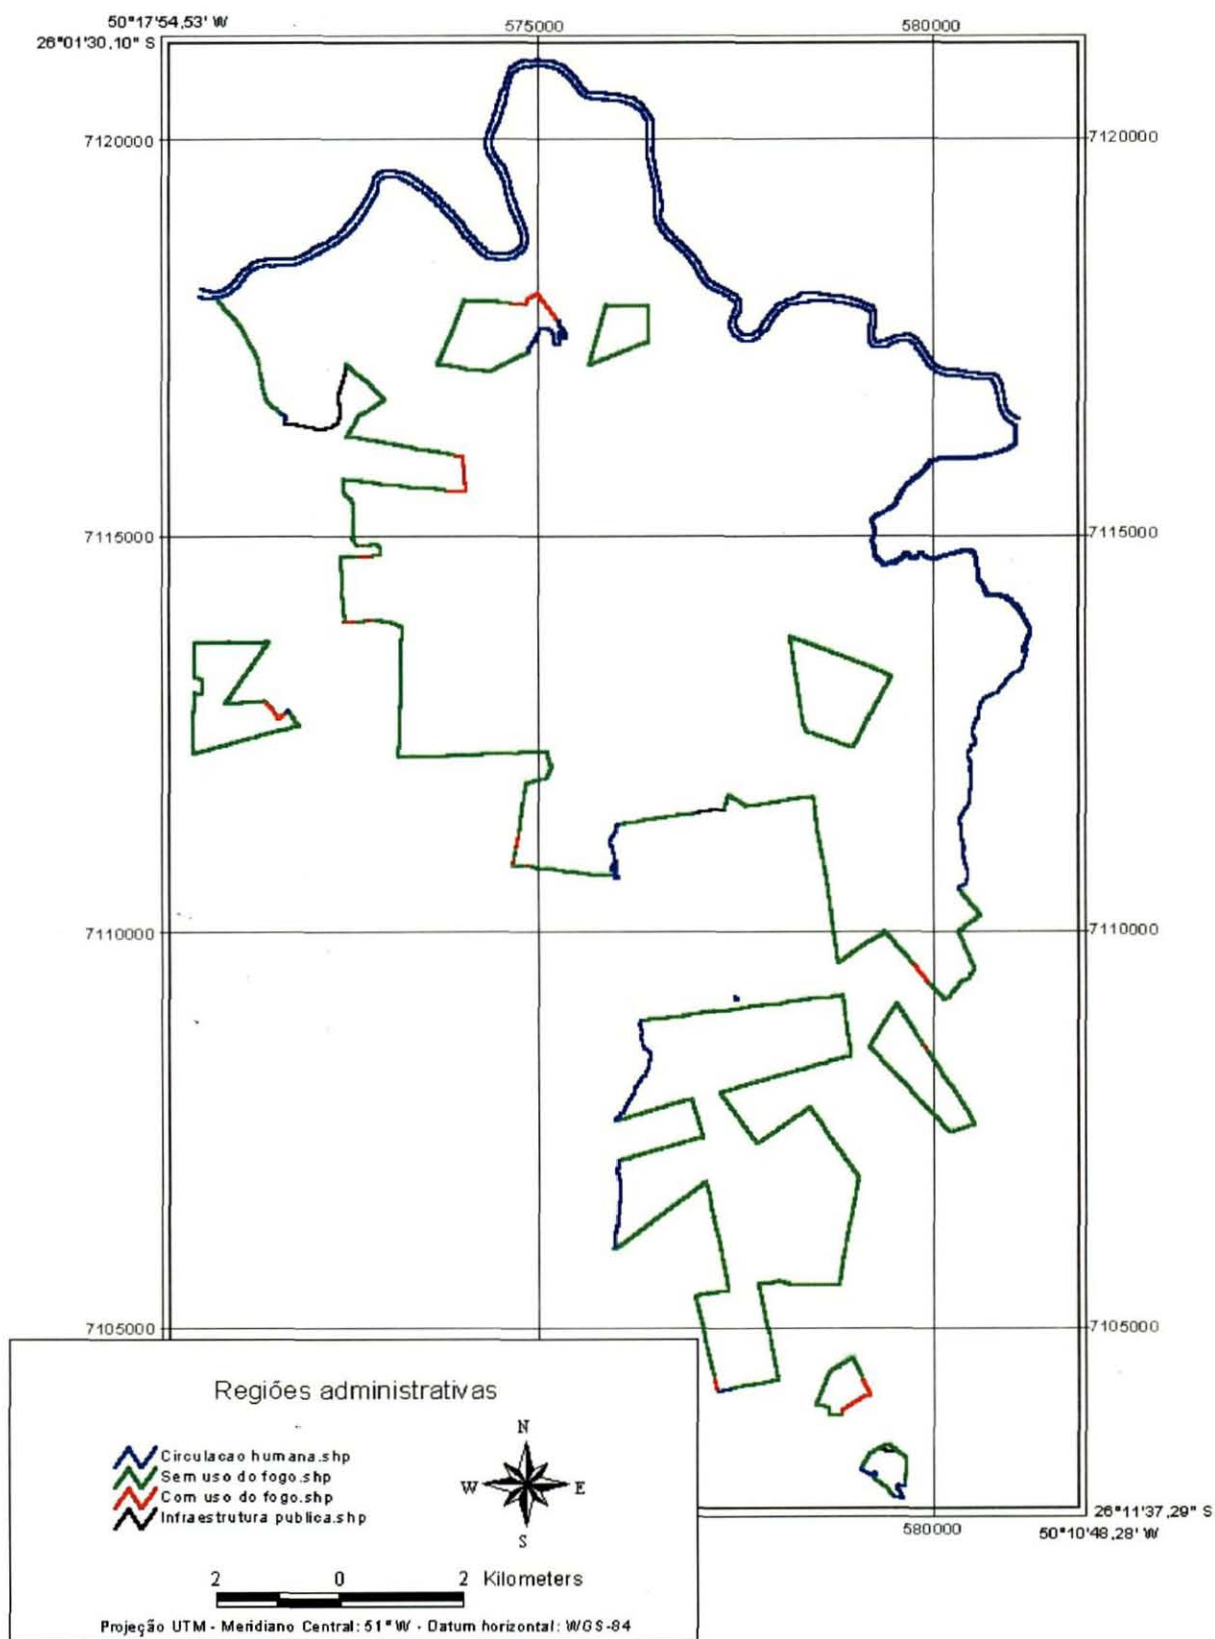 50°17'54,53' W
575000
580000
26°01'30,10" S
7120000
7120000
7115000
7115000
7110000
7110000
7105000
7105000
Regiões administrativas
Circulacao humana.shp
Sem uso do fogo.shp
Com uso do fogo.shp
Infraestrutura publica.shp
N
W
E
S
26°11'37,29" S
580000
50°10'48,28' W
2 0 2 Kilometers
Projeção UTM - Meridiano Central: 51° W - Datum horizontal: WGS-84